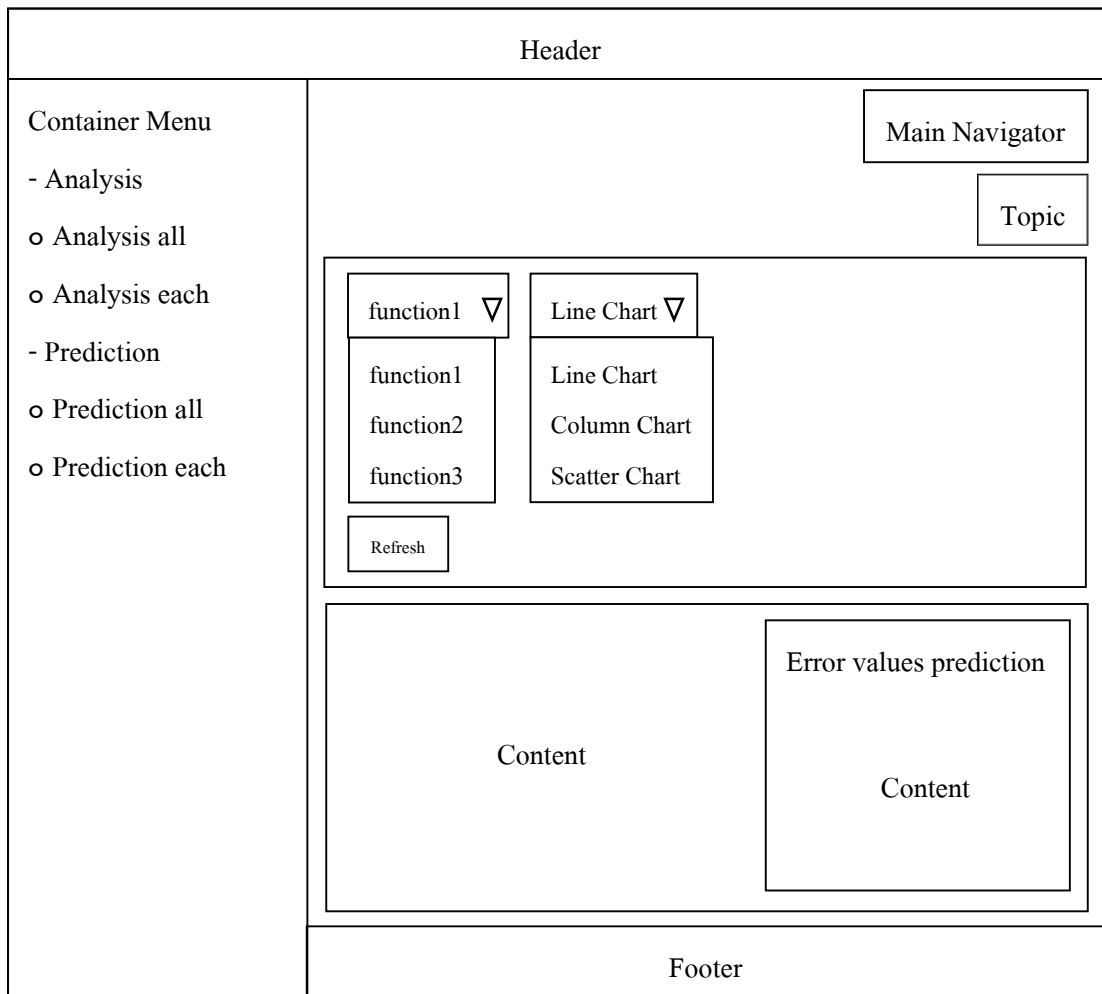 Header
Container Menu
- Analysis
o Analysis all
o Analysis each
- Prediction
o Prediction all
o Prediction each
Main Navigator
Topic
function1
Line Chart
function1
function2
function3
Line Chart
Column Chart
Scatter Chart
Refresh
Content
Error values prediction
Content
Footer